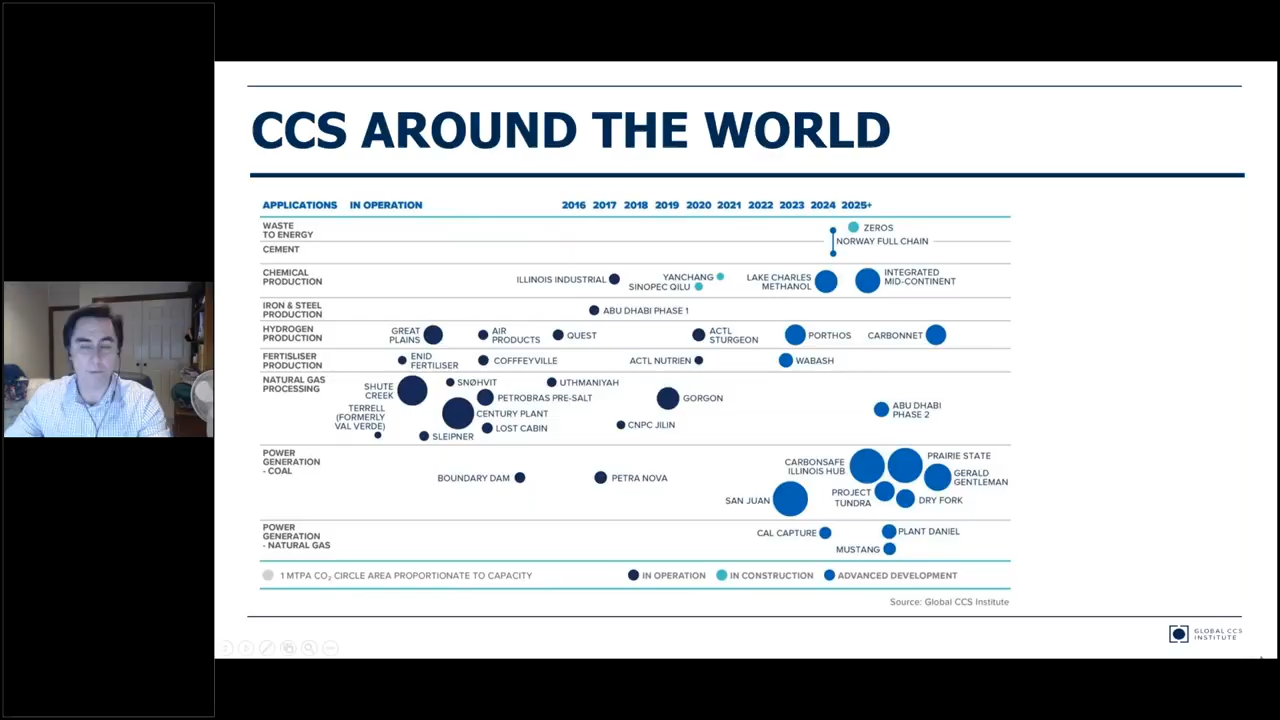 CCS AROUND THE WORLD
APPLICATIONS IN OPERATION 2016 2017 2018 2019 2020 2021 2022 2023 2024 2025+
WASTE
TO ENERGY
ZEROS
NORWAY FULL CHAIN
CEMENT
CHEMICAL
PRODUCTION
ILLINOIS INDUSTRIAL
YANCHANG
SINOPEC QILU
LAKE CHARLES
METHANOL
INTEGRATED
MID-CONTINENT
IRON & STEEL
PRODUCTION
ABU DHABI PHASE 1
HYDROGEN
PRODUCTION
GREAT
PLAINS
AIR
PRODUCTS
QUEST
ACTL
STURGEON
PORTHOS
CARBONNET
FERTISLISER
PRODUCTION
ENID
FERTILISER
COFFFEYVILLE
ACTL NUTRIEN
WABASH
NATURAL GAS
PROCESSING
SHUTE
CREEK
SNØHVIT
UTHMANIYAH
PETROBRAS PRE-SALT
GORGON
TERRELL
(FORMERLY
VAL VERDE)
CENTURY PLANT
LOST CABIN
SLEIPNER
CNPC JILIN
ABU DHABI
PHASE 2
POWER
GENERATION
- COAL
BOUNDARY DAM
PETRA NOVA
CARBONSAFE
ILLINOIS HUB
PRAIRIE STATE
GERALD
GENTLEMAN
SAN JUAN
PROJECT
TUNDRA
DRY FORK
POWER
GENERATION
- NATURAL GAS
CAL CAPTURE
PLANT DANIEL
MUSTANG
1 MTPA CO₂ CIRCLE AREA PROPORTIONATE TO CAPACITY
IN OPERATION
IN CONSTRUCTION
ADVANCED DEVELOPMENT
Source: Global CCS Institute
GLOBAL CCS
INSTITUTE